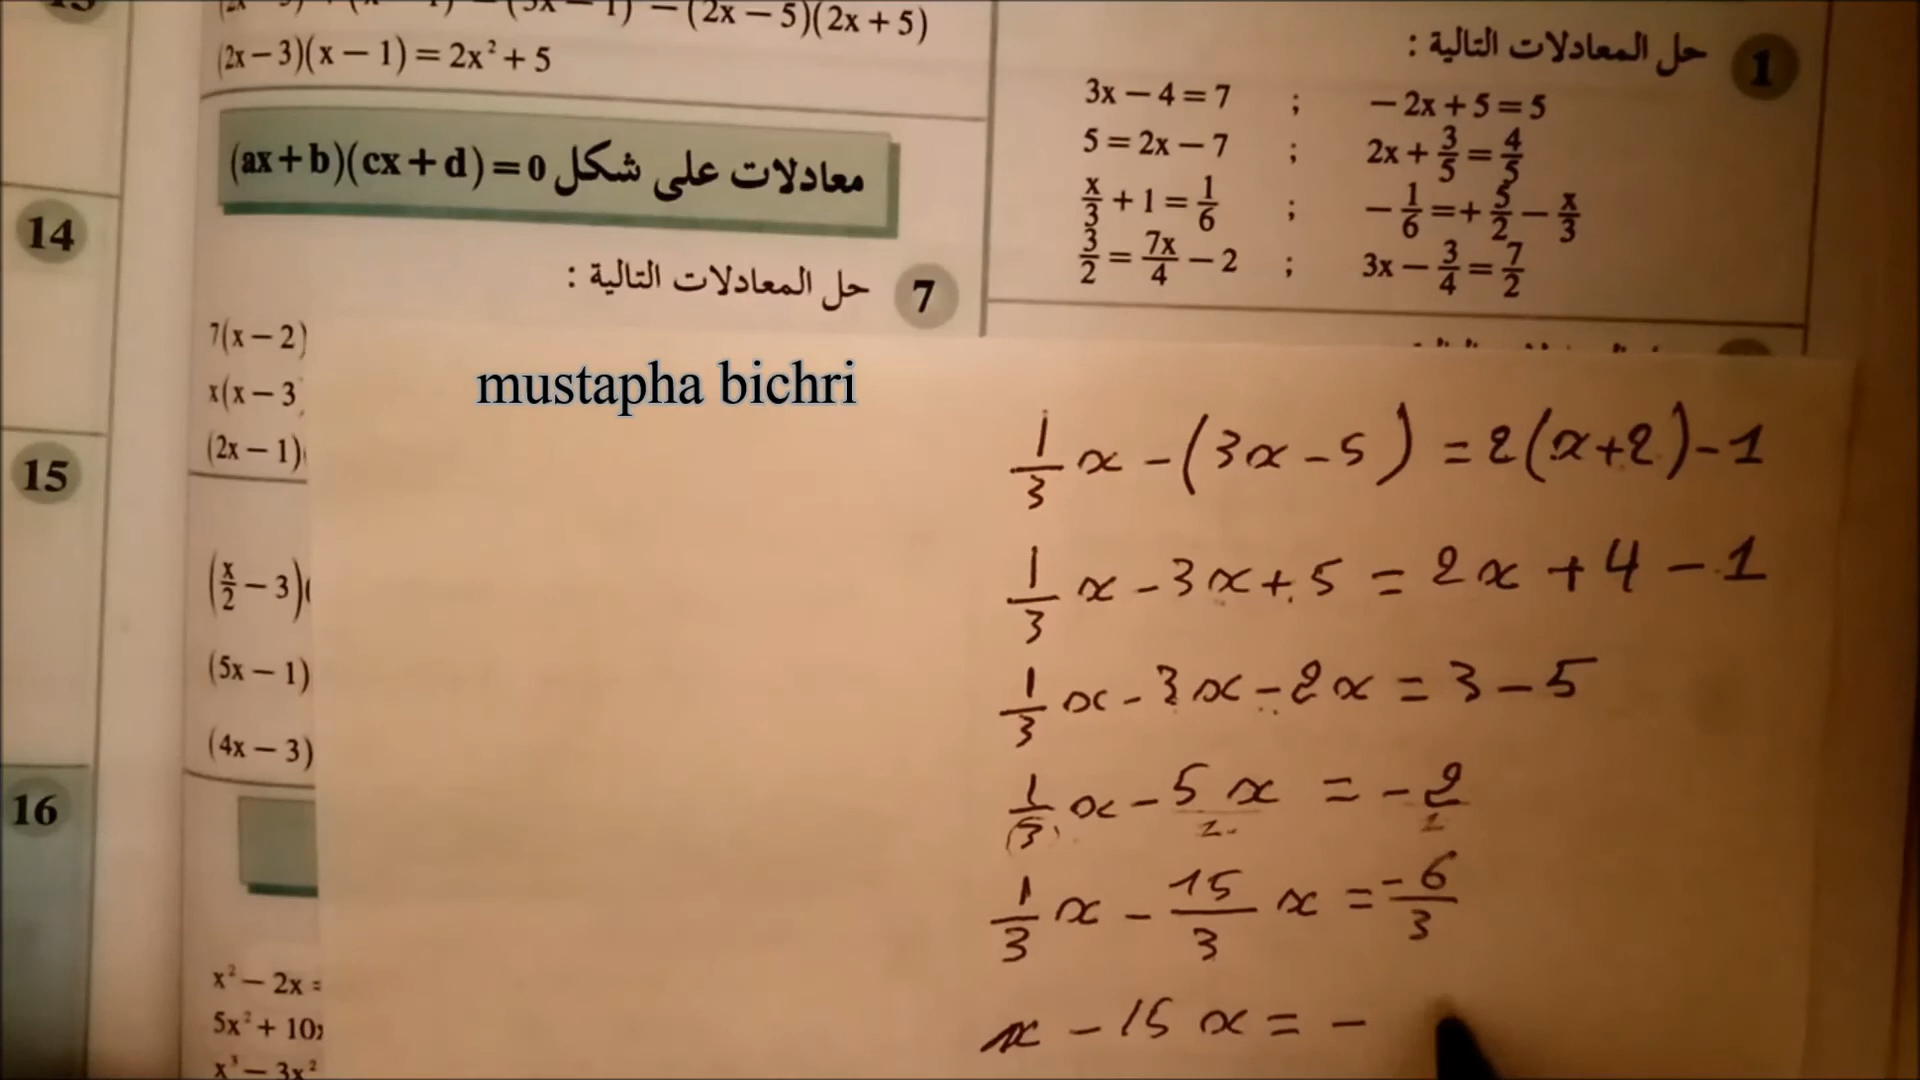 (2x − 5)(2x + 5)
(2x − 3)(x − 1) = 2x² + 5
معادلات على شكل (ax + b)(cx + d) = 0
14
7 حل المعادلات التالية :
7(x − 2)
x(x − 3
(2x − 1)
15
(x/2 − 3)(
(5x − 1)
(4x − 3)
16
x² − 2x =
5x² + 10x
x³ − 3x²
1 حل المعادلات التالية :
3x − 4 = 7 ; − 2x + 5 = 5
5 = 2x − 7 ; 2x + 3/5 = 4/5
x/3 + 1 = 1/6 ; − 1/6 = + 5/2 − x/3
3/2 = 7x/4 − 2 ; 3x − 3/4 = 7/2
mustapha bichri
1/3 x − (3x − 5) = 2(x + 2) − 1
1/3 x − 3x + 5 = 2x + 4 − 1
1/3 x − 3x − 2x = 3 − 5
1/3 x − 5x = − 2
1/3 x − 15/3 x = − 6/3
x − 15x = −